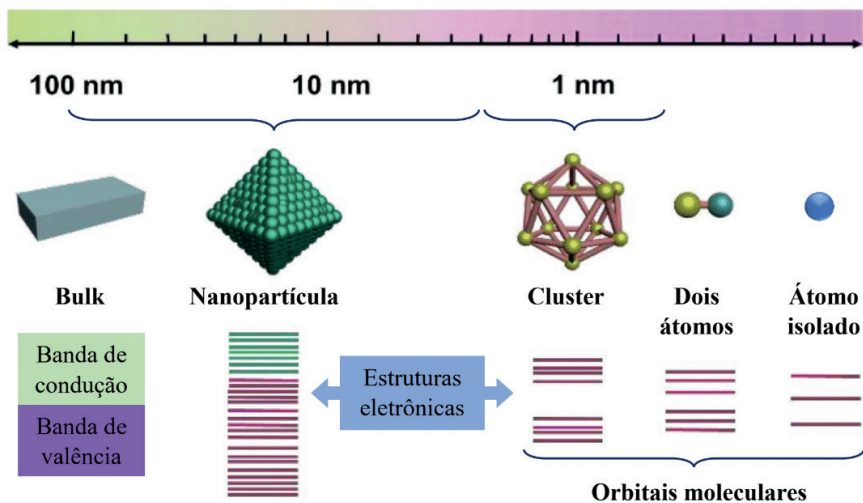 100 nm
10 nm
1 nm
Bulk
Nanopartícula
Cluster
Dois
átomos
Átomo
isolado
Banda de
condução
Banda de
valência
Estruturas
eletrônicas
Orbitais moleculares